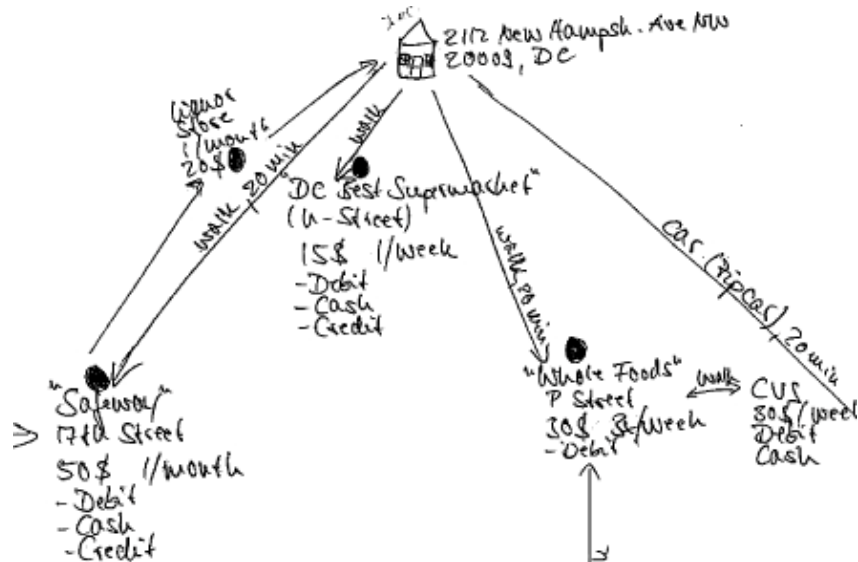 2112 New Hampsh. Ave NW
20009, DC
Liquor
Store
1/month
20$
walk, 20 min
walk
"DC Best Supermarket"
(U-Street)
15$ 1/week
-Debit
-Cash
-Credit
walk, 20 min
car (Zipcar), 20 min
"Safeway"
17th Street
50$ 1/month
-Debit
-Cash
-Credit
"Whole Foods"
P Street
30$ 3x/week
-Debit
walk
CVS
30$/week
Debit
Cash